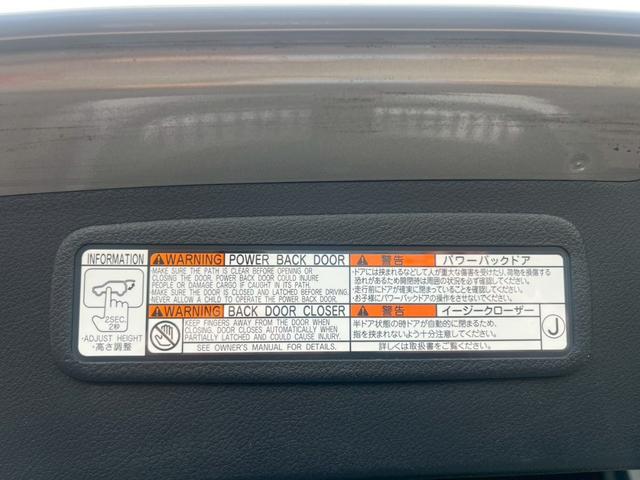 INFORMATION
2SEC.
2秒
・ADJUST HEIGHT
・高さ調整
WARNING POWER BACK DOOR
・MAKE SURE THE PATH IS CLEAR BEFORE OPENING OR
CLOSING THE DOOR. POWER BACK DOOR COULD INJURE
PEOPLE OR DAMAGE CARGO IF CAUGHT IN ITS PATH.
・MAKE SURE THE DOOR IS CLOSED AND LATCHED BEFORE DRIVING.
・NEVER ALLOW A CHILD TO OPERATE THE POWER BACK DOOR.
WARNING BACK DOOR CLOSER
KEEP FINGERS AWAY FROM THE DOOR WHEN
CLOSING. DOOR CLOSES AUTOMATICALLY WHEN
PARTIALLY LATCHED AND COULD CAUSE INJURY.
SEE OWNER'S MANUAL FOR DETAILS.
警告 パワーバックドア
・ドアにはさまれるなどして人が重大な傷害を受けたり、荷物を損傷する
恐れがあるため開閉時は周囲の状況を必ず確認してください。
・走行前にドアが確実に閉まっていることを確認してください。
・お子様にパワーバックドアの操作をさせないでください。
警告 イージークローザー
半ドア状態の時ドアが自動的に閉まるため、
指を挟まれないよう十分注意してください。
詳しくは取扱書をご覧ください。
J